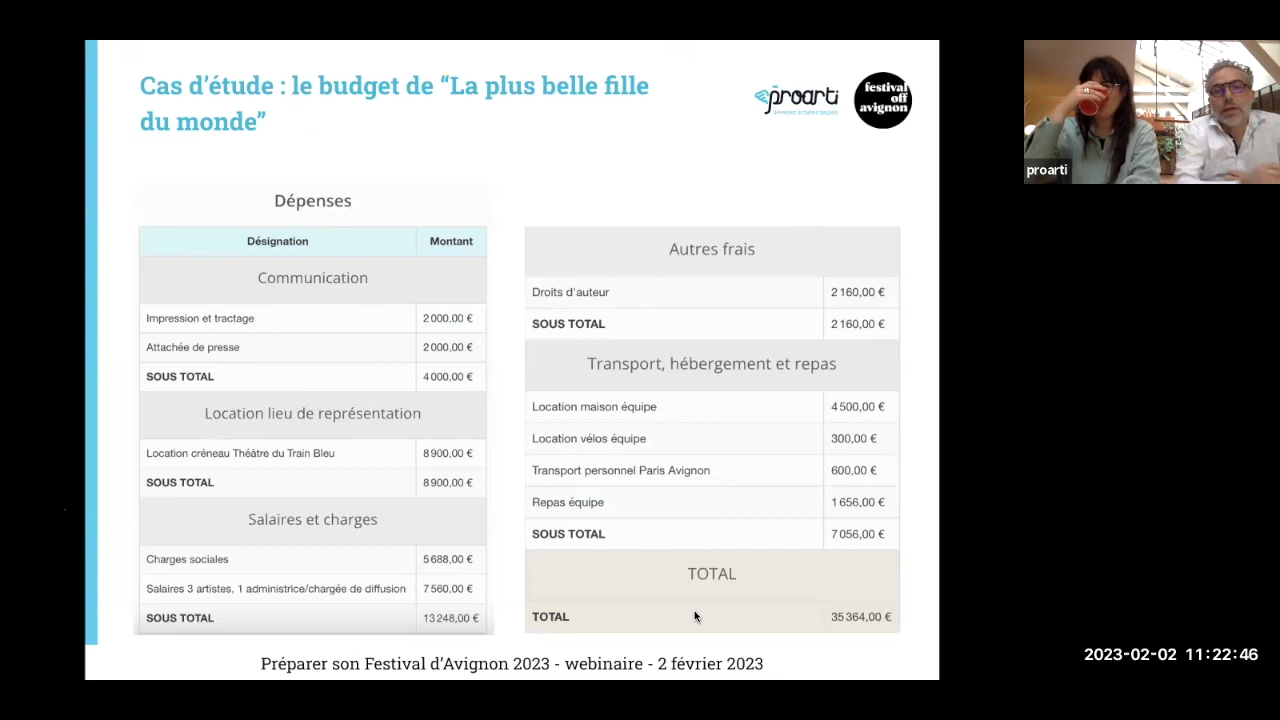 Cas d’étude : le budget de “La plus belle fille
du monde”
proarti
festival
off
avignon
Dépenses
Désignation Montant
Communication
Impression et tractage 2 000,00 €
Attachée de presse 2 000,00 €
SOUS TOTAL 4 000,00 €
Location lieu de représentation
Location créneau Théâtre du Train Bleu 8 900,00 €
SOUS TOTAL 8 900,00 €
Salaires et charges
Charges sociales 5 688,00 €
Salaires 3 artistes, 1 administrice/chargée de diffusion 7 560,00 €
SOUS TOTAL 13 248,00 €
Autres frais
Droits d'auteur 2 160,00 €
SOUS TOTAL 2 160,00 €
Transport, hébergement et repas
Location maison équipe 4 500,00 €
Location vélos équipe 300,00 €
Transport personnel Paris Avignon 600,00 €
Repas équipe 1 656,00 €
SOUS TOTAL 7 056,00 €
TOTAL
TOTAL 35 364,00 €
Préparer son Festival d’Avignon 2023 - webinaire - 2 février 2023
proarti
2023-02-02 11:22:46